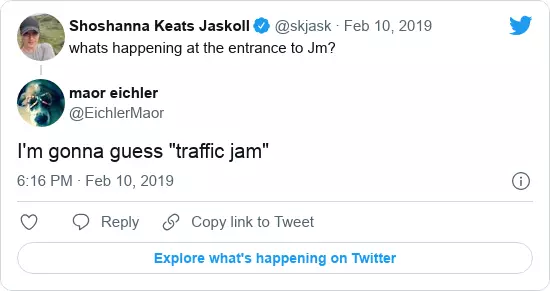 Shoshanna Keats Jaskoll @skjask · Feb 10, 2019
whats happening at the entrance to Jm?
maor eichler
@EichlerMaor
I'm gonna guess "traffic jam"
6:16 PM · Feb 10, 2019
Reply Copy link to Tweet
Explore what's happening on Twitter